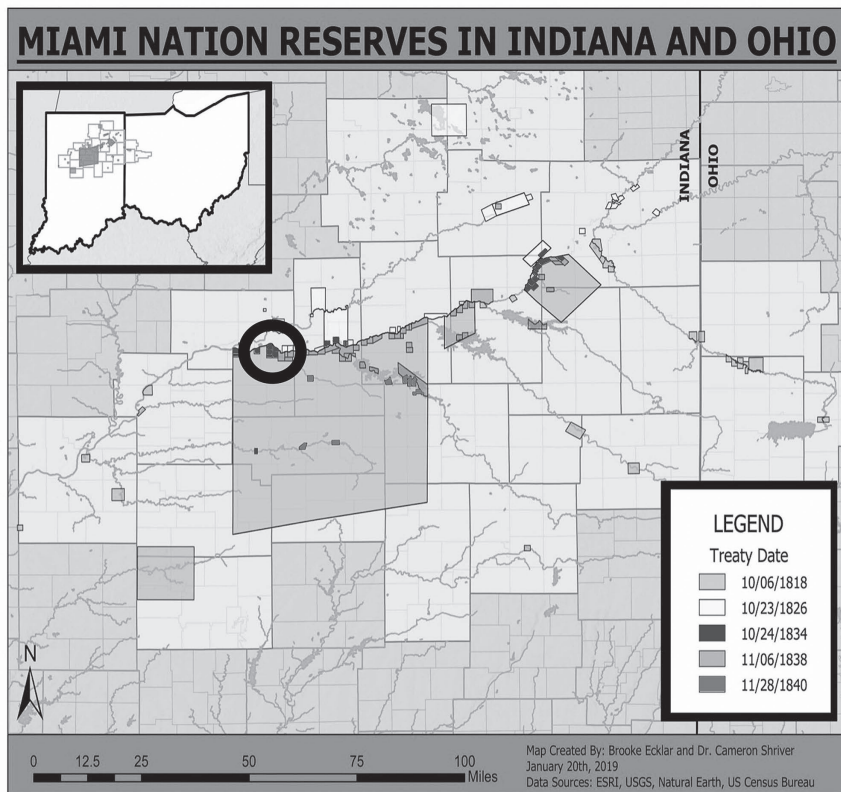 MIAMI NATION RESERVES IN INDIANA AND OHIO
INDIANA
OHIO
LEGEND
Treaty Date
10/06/1818
10/23/1826
10/24/1834
11/06/1838
11/28/1840
N
0 12.5 25 50 75 100
Miles
Map Created By: Brooke Ecklar and Dr. Cameron Shriver
January 20th, 2019
Data Sources: ESRI, USGS, Natural Earth, US Census Bureau